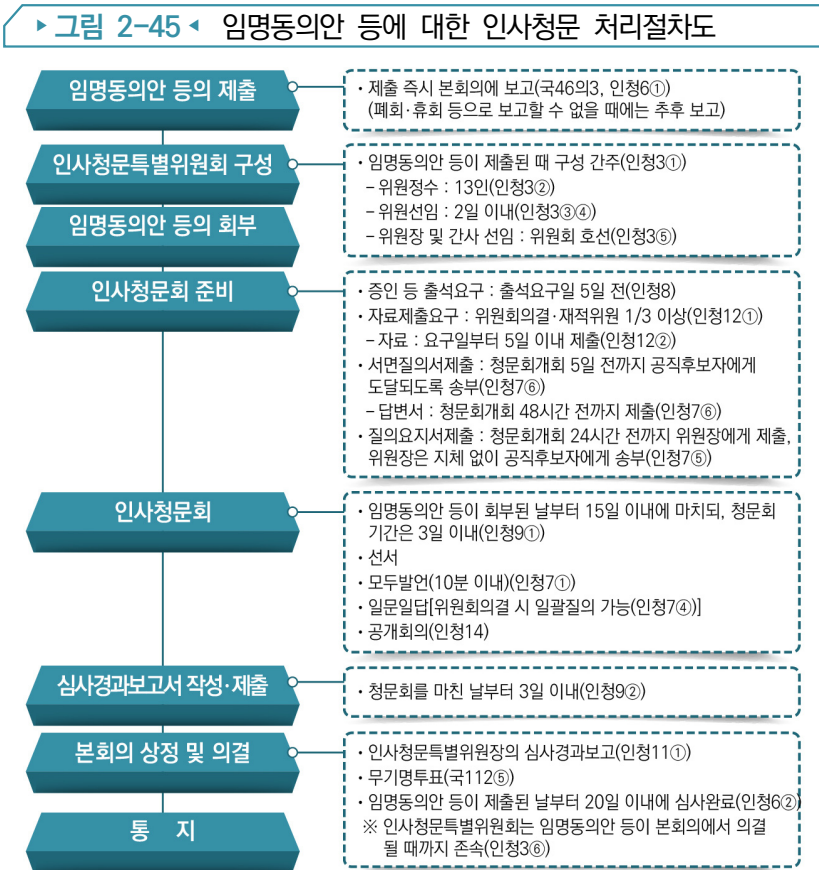 ▶ 그림 2-45 ◀ 임명동의안 등에 대한 인사청문 처리절차도
임명동의안 등의 제출
· 제출 즉시 본회의에 보고(국46의3, 인청6①)
(폐회·휴회 등으로 보고할 수 없을 때에는 추후 보고)
인사청문특별위원회 구성
· 임명동의안 등이 제출된 때 구성 간주(인청3①)
- 위원정수 : 13인(인청3②)
- 위원선임 : 2일 이내(인청3③④)
- 위원장 및 간사 선임 : 위원회 호선(인청3⑤)
임명동의안 등의 회부
인사청문회 준비
· 증인 등 출석요구 : 출석요구일 5일 전(인청8)
· 자료제출요구 : 위원회의결·재적위원 1/3 이상(인청12①)
- 자료 : 요구일부터 5일 이내 제출(인청12②)
· 서면질의서제출 : 청문회개회 5일 전까지 공직후보자에게
도달되도록 송부(인청7⑥)
- 답변서 : 청문회개회 48시간 전까지 제출(인청7⑥)
· 질의요지서제출 : 청문회개회 24시간 전까지 위원장에게 제출,
위원장은 지체 없이 공직후보자에게 송부(인청7⑤)
인사청문회
· 임명동의안 등이 회부된 날부터 15일 이내에 마치되, 청문회
기간은 3일 이내(인청9①)
· 선서
· 모두발언(10분 이내)(인청7①)
· 일문일답[위원회의결 시 일괄질의 가능(인청7④)]
· 공개회의(인청14)
심사경과보고서 작성·제출
· 청문회를 마친 날부터 3일 이내(인청9②)
본회의 상정 및 의결
· 인사청문특별위원장의 심사경과보고(인청11①)
· 무기명투표(국112⑤)
· 임명동의안 등이 제출된 날부터 20일 이내에 심사완료(인청6②)
※ 인사청문특별위원회는 임명동의안 등이 본회의에서 의결
될 때까지 존속(인청3⑥)
통 지